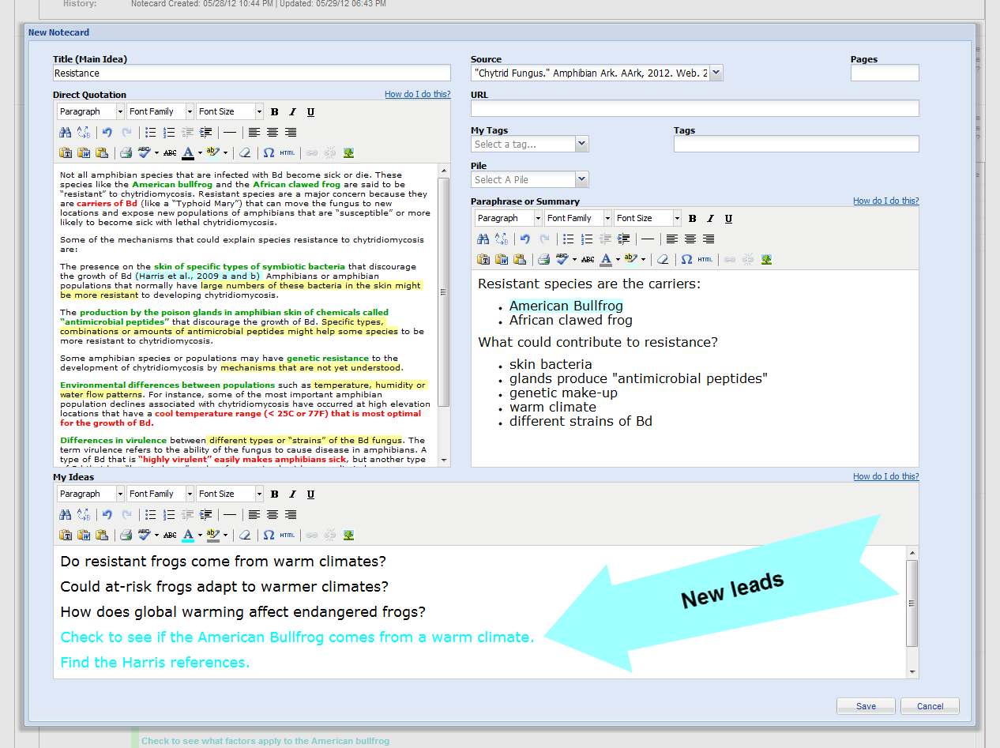 History: Notecard Created: 05/28/12 10:44 PM | Updated: 05/29/12 06:43 PM
New Notecard
Title (Main Idea)
Resistance
Source
"Chytrid Fungus." Amphibian Ark. AArk, 2012. Web. 2
Pages
Direct Quotation
How do I do this?
Paragraph Font Family Font Size B I U
ABC ABC A ab Ω HTML
Not all amphibian species that are infected with Bd become sick or die. These
species like the American bullfrog and the African clawed frog are said to be
“resistant” to chytridiomycosis. Resistant species are a major concern because they
are carriers of Bd (like a “Typhoid Mary”) that can move the fungus to new
locations and expose new populations of amphibians that are “susceptible” or more
likely to become sick with lethal chytridiomycosis.
Some of the mechanisms that could explain species resistance to chytridiomycosis
are:
The presence on the skin of specific types of symbiotic bacteria that discourage
the growth of Bd (Harris et al., 2009 a and b) Amphibians or amphibian
populations that normally have large numbers of these bacteria in the skin might
be more resistant to developing chytridiomycosis.
The production by the poison glands in amphibian skin of chemicals called
“antimicrobial peptides” that discourage the growth of Bd. Specific types,
combinations or amounts of antimicrobial peptides might help some species to be
more resistant to chytridiomycosis.
Some amphibian species or populations may have genetic resistance to the
development of chytridiomycosis by mechanisms that are not yet understood.
Environmental differences between populations such as temperature, humidity or
water flow patterns. For instance, some of the most important amphibian
population declines associated with chytridiomycosis have occurred at high elevation
locations that have a cool temperature range (< 25C or 77F) that is most optimal
for the growth of Bd.
Differences in virulence between different types or “strains” of the Bd fungus. The
term virulence refers to the ability of the fungus to cause disease in amphibians. A
type of Bd that is “highly virulent” easily makes amphibians sick, but another type
URL
My Tags
Select a tag...
Tags
Pile
Select A Pile
Paraphrase or Summary
How do I do this?
Paragraph Font Family Font Size B I U
ABC ABC A ab Ω HTML
Resistant species are the carriers:
• American Bullfrog
• African clawed frog
What could contribute to resistance?
• skin bacteria
• glands produce "antimicrobial peptides"
• genetic make-up
• warm climate
• different strains of Bd
My Ideas
How do I do this?
Paragraph Font Family Font Size B I U
ABC ABC A ab Ω HTML
Do resistant frogs come from warm climates?
Could at-risk frogs adapt to warmer climates?
How does global warming affect endangered frogs?
Check to see if the American Bullfrog comes from a warm climate.
Find the Harris references.
New leads
Save
Cancel
Check to see what factors apply to the American bullfrog